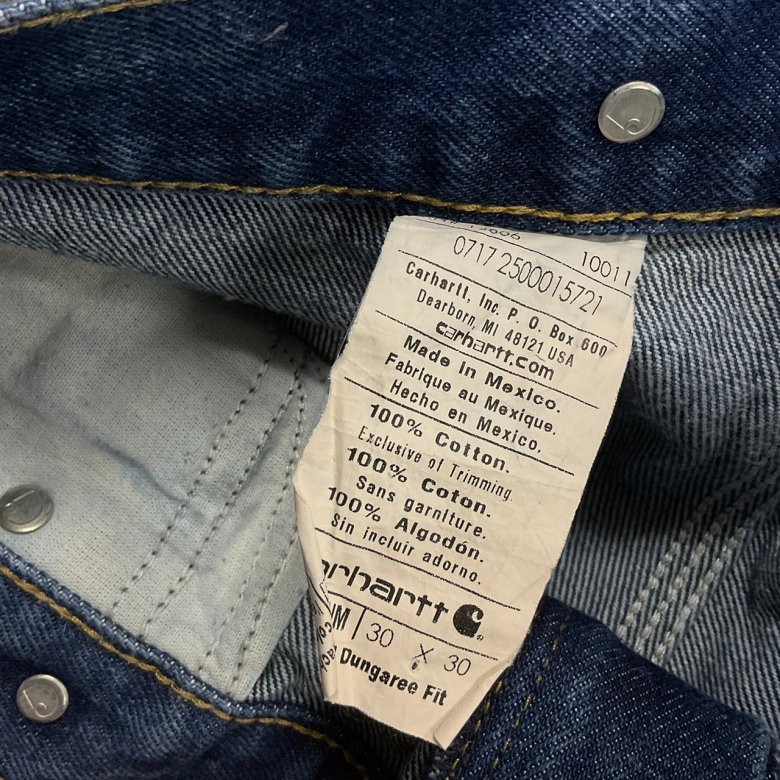 10011
0717 2500015721
Carhartt, Inc. P. O. Box 600
Dearborn, MI 48121 USA
carhartt.com
Made in Mexico.
Fabrique au Mexique.
Hecho en Mexico.
100% Cotton.
Exclusive of Trimming.
100% Coton.
Sans garniture.
100% Algodón.
Sin incluir adorno.
arhartt
30 X 30
Dungaree Fit